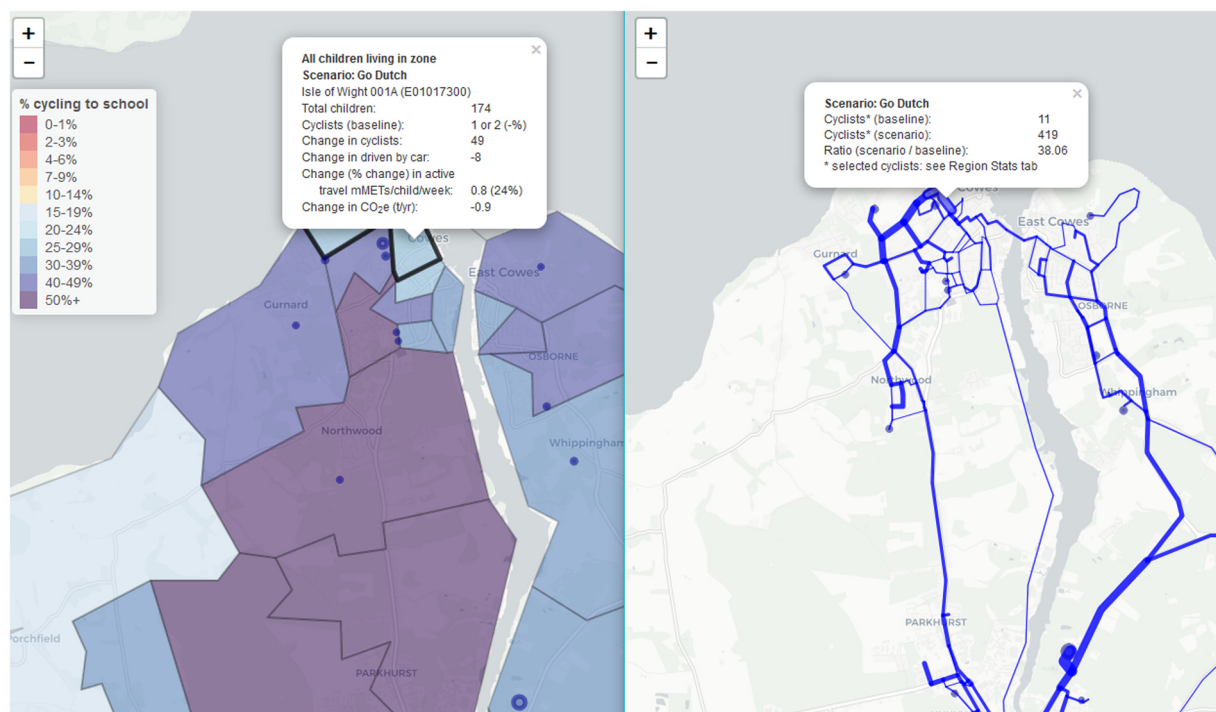 +
−
% cycling to school
0-1%
2-3%
4-6%
7-9%
10-14%
15-19%
20-24%
25-29%
30-39%
40-49%
50%+
×
All children living in zone
Scenario: Go Dutch
Isle of Wight 001A (E01017300)
Total children: 174
Cyclists (baseline): 1 or 2 (-%)
Change in cyclists: 49
Change in driven by car: -8
Change (% change) in active
travel mMETs/child/week: 0.8 (24%)
Change in CO₂e (t/yr): -0.9
Cowes
East Cowes
Gurnard
OSBORNE
Northwood
Whippingham
orchfield
PARKHURST
+
−
×
Scenario: Go Dutch
Cyclists* (baseline): 11
Cyclists* (scenario): 419
Ratio (scenario / baseline): 38.06
* selected cyclists: see Region Stats tab
Cowes
East Cowes
Gurnard
OSBORNE
Northwood
Whippingham
PARKHURST